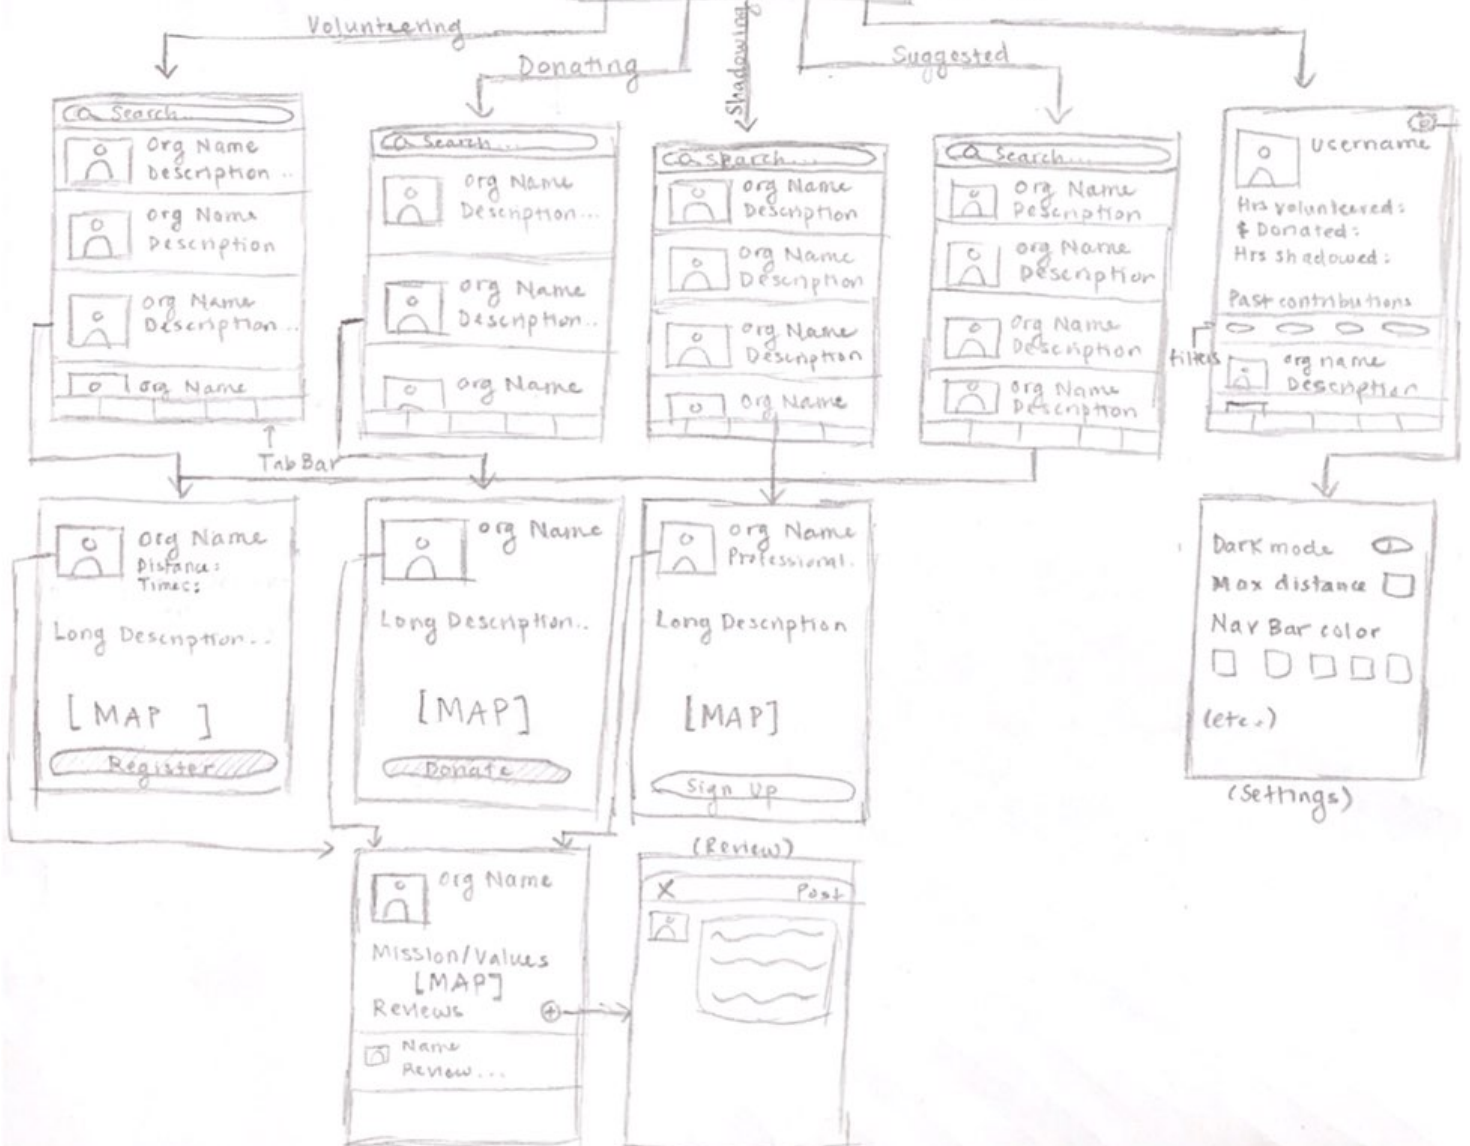 Volunteering
Donating
Shadowing
Suggested
Search...
Org Name
Description ..
Org Name
Description
Org Name
Description...
Org Name
Tab Bar
Search...
Org Name
Description...
Org Name
Description..
Org Name
Search...
Org Name
Description
Org Name
Description
Org Name
Description
Org Name
Search...
Org Name
Description
Org Name
Description
Org Name
Description
Org Name
Description
Username
Hrs volunteered:
$ Donated:
Hrs shadowed:
Past contributions
filters
org name
Description
Org Name
Distance:
Times:
Long Description...
[MAP]
Register
Org Name
Long Description..
[MAP]
Donate
Org Name
Professional.
Long Description
[MAP]
Sign Up
Dark mode
Max distance
Nav Bar color
(etc.)
(Settings)
Org Name
Mission/Values
[MAP]
Reviews
+
Name
Review...
(Review)
X Post